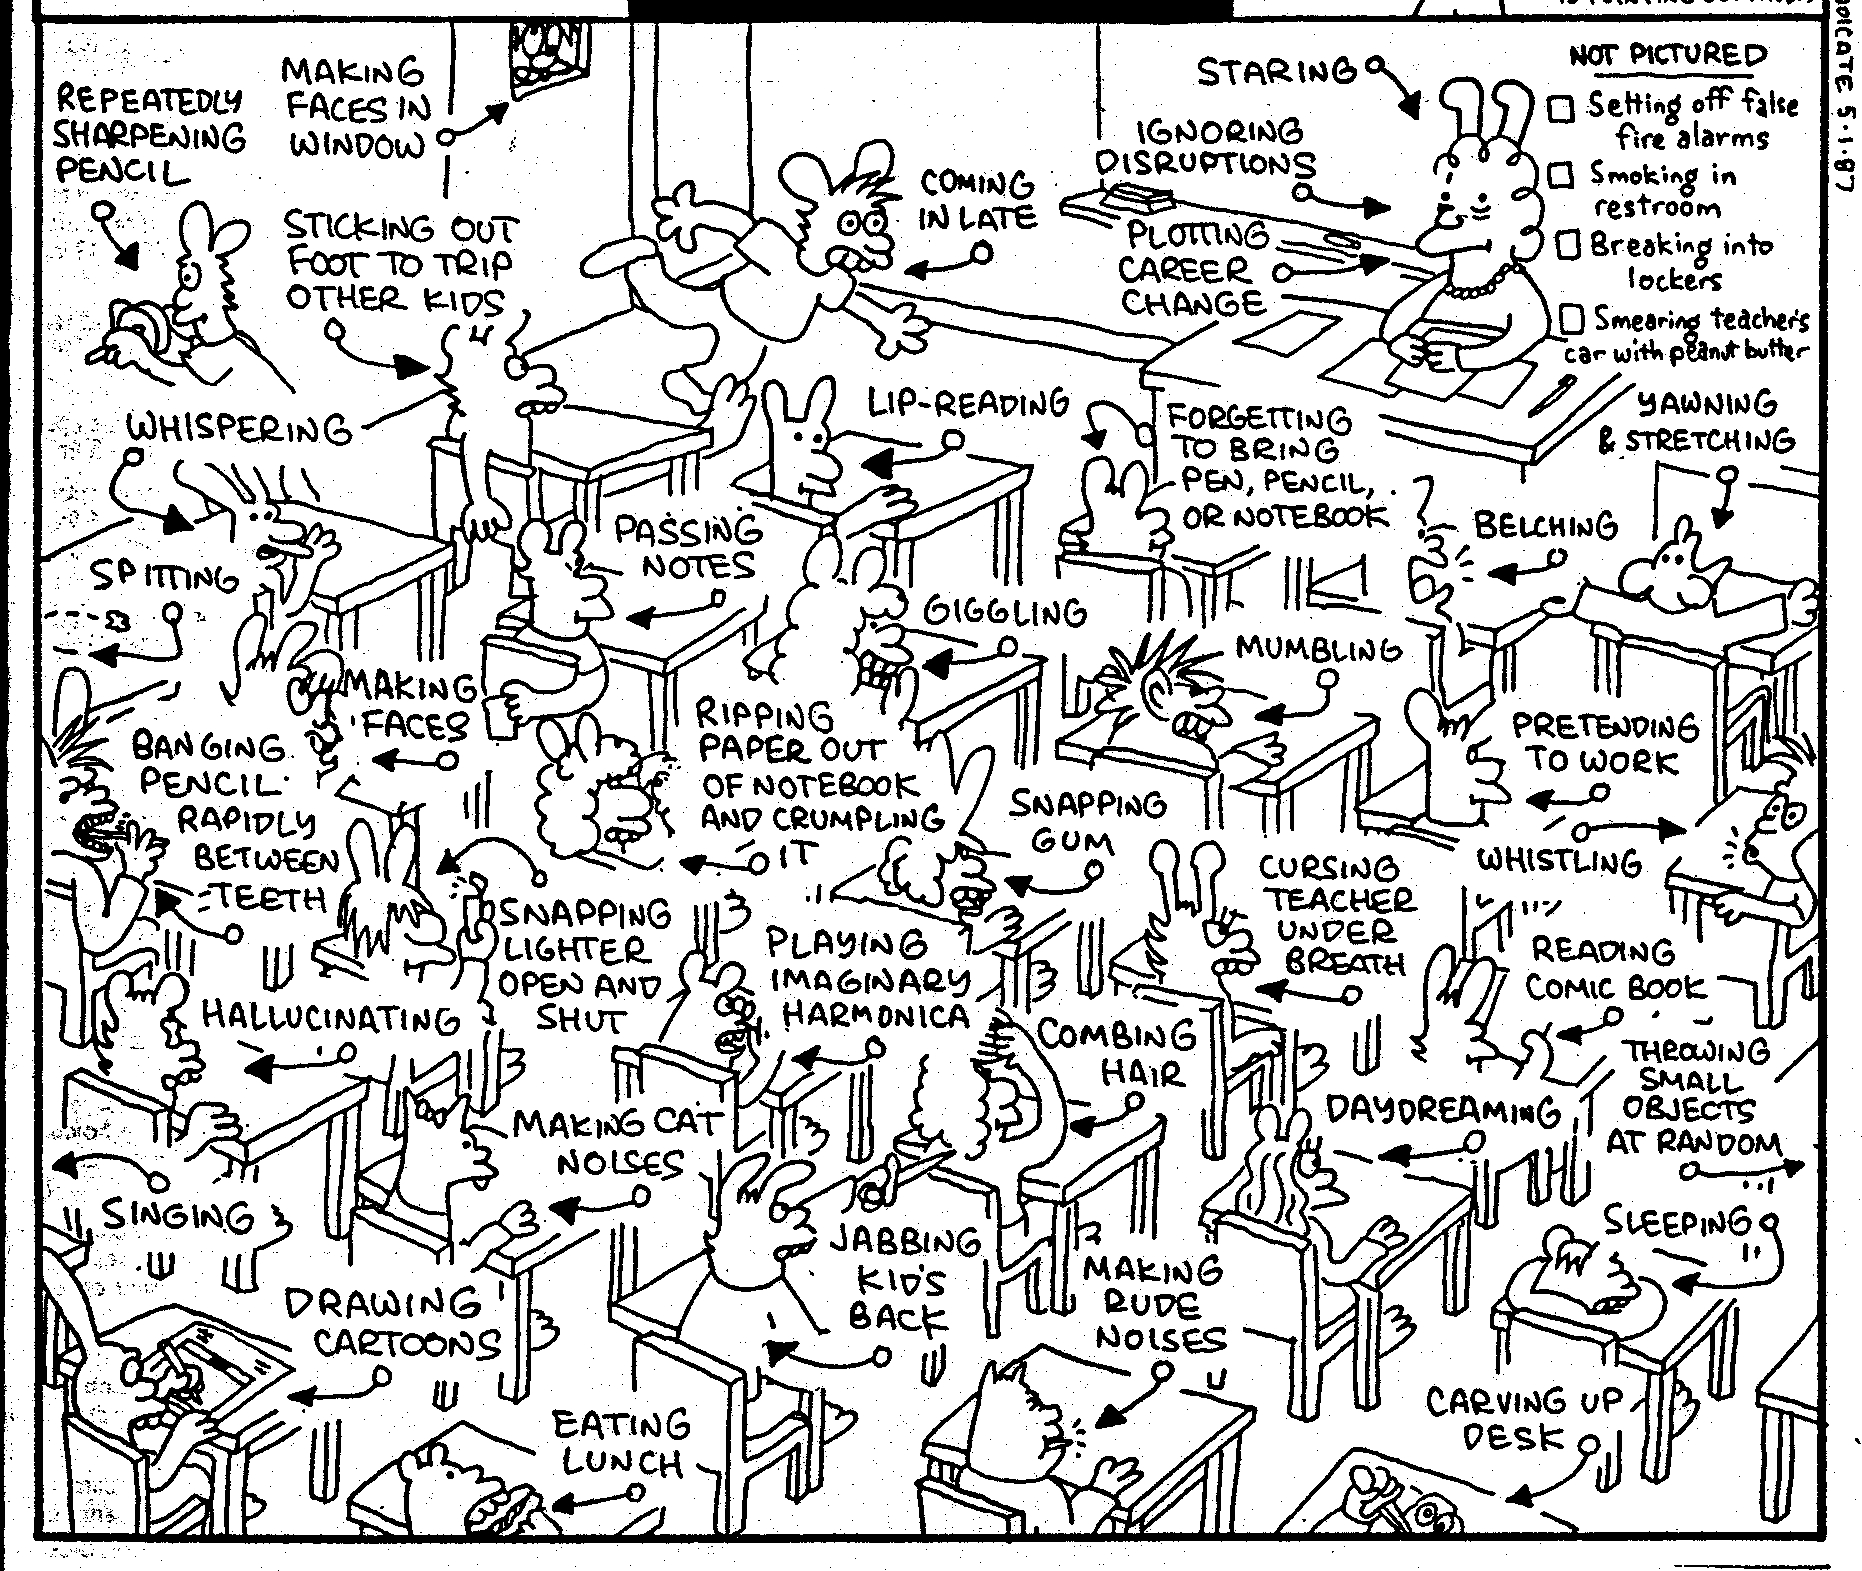 REPEATEDLY
SHARPENING
PENCIL
MAKING
FACES IN
WINDOW
STICKING OUT
FOOT TO TRIP
OTHER KIDS
COMING
IN LATE
STARING
IGNORING
DISRUPTIONS
PLOTTING
CAREER
CHANGE
NOT PICTURED
Setting off false
fire alarms
Smoking in
restroom
Breaking into
lockers
Smearing teacher's
car with peanut butter
5.1.87
WHISPERING
LIP-READING
FORGETTING
TO BRING
PEN, PENCIL,
OR NOTEBOOK
YAWNING
& STRETCHING
SPITTING
PASSING
NOTES
GIGGLING
BELCHING
MUMBLING
MAKING
FACES
BANGING
PENCIL
RAPIDLY
BETWEEN
TEETH
RIPPING
PAPER OUT
OF NOTEBOOK
AND CRUMPLING
IT
SNAPPING
GUM
PRETENDING
TO WORK
WHISTLING
SNAPPING
LIGHTER
OPEN AND
SHUT
PLAYING
IMAGINARY
HARMONICA
CURSING
TEACHER
UNDER
BREATH
READING
COMIC BOOK
HALLUCINATING
COMBING
HAIR
THROWING
SMALL
OBJECTS
AT RANDOM
MAKING CAT
NOISES
DAYDREAMING
SINGING
JABBING
KID'S
BACK
MAKING
RUDE
NOISES
SLEEPING
DRAWING
CARTOONS
EATING
LUNCH
CARVING UP
DESK